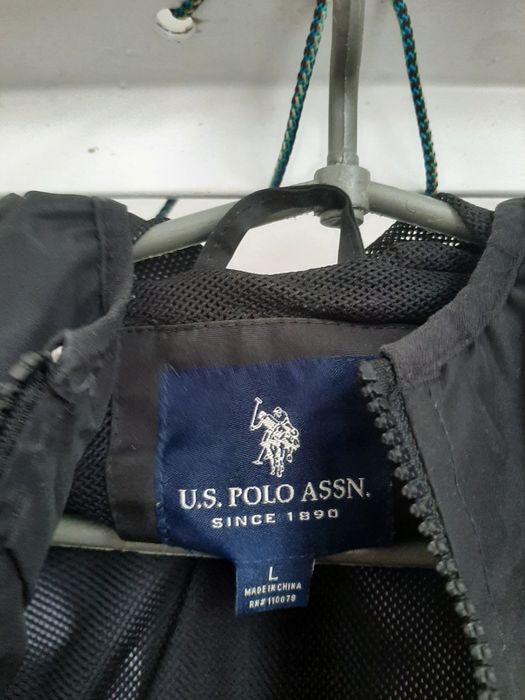 U.S. POLO ASSN.
SINCE 1890
L
MADE IN CHINA
RN# 110078